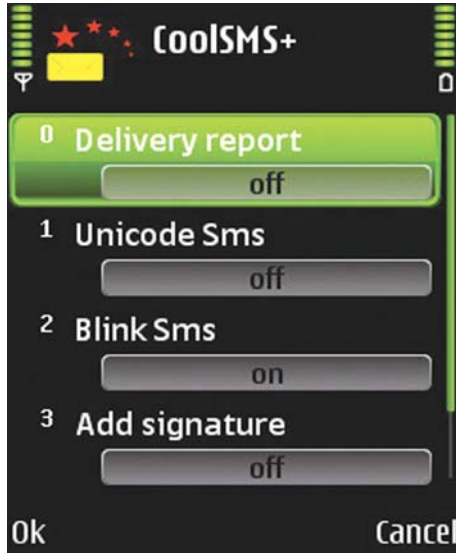 CoolSMS+
0 Delivery report
off
1 Unicode Sms
off
2 Blink Sms
on
3 Add signature
off
Ok Cancel